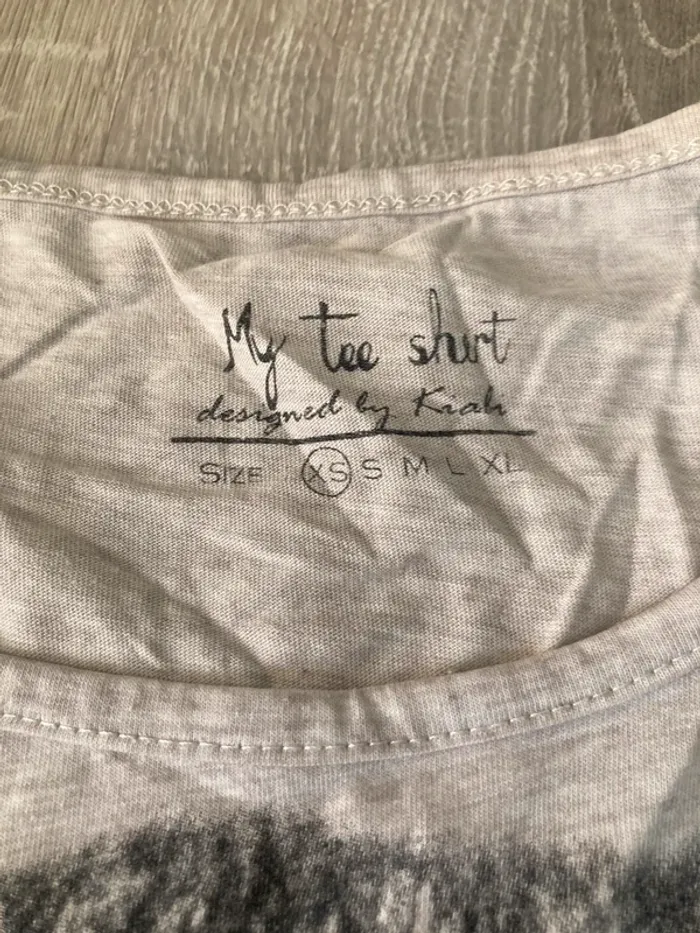 My tee shirt
designed by Kiah
SIZE XS S M L XL